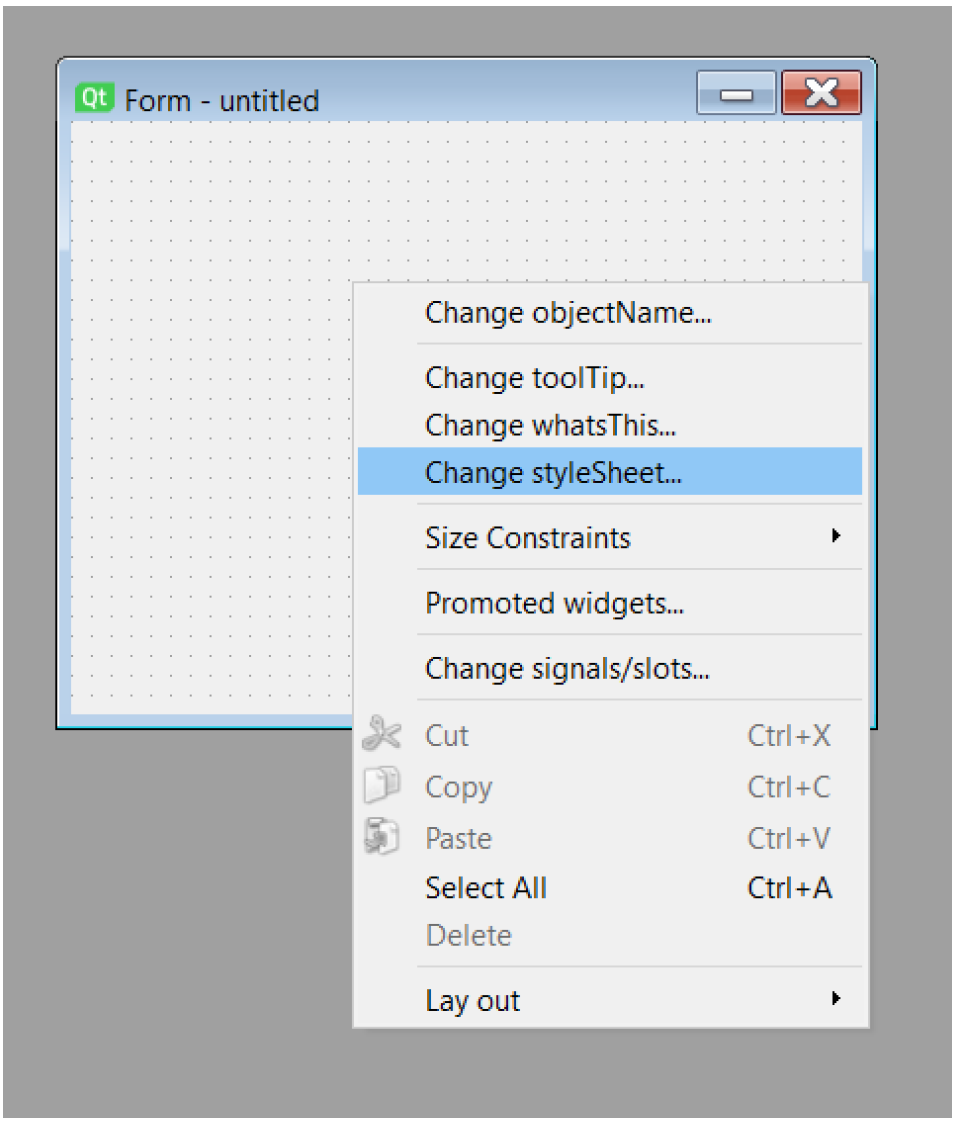 Qt Form - untitled
Change objectName...
Change toolTip...
Change whatsThis...
Change styleSheet...
Size Constraints
Promoted widgets...
Change signals/slots...
Cut Ctrl+X
Copy Ctrl+C
Paste Ctrl+V
Select All Ctrl+A
Delete
Lay out